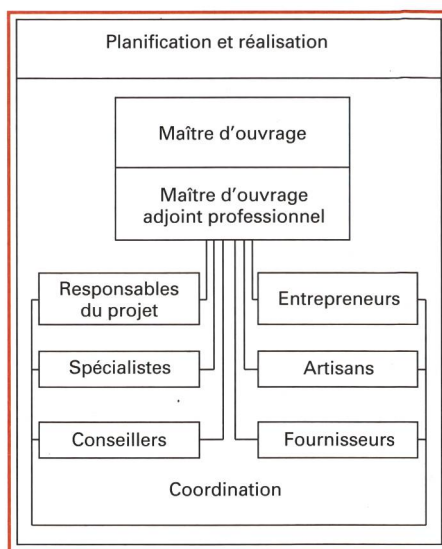 Planification et réalisation
Maître d'ouvrage
Maître d'ouvrage
adjoint professionnel
Responsables
du projet
Entrepreneurs
Spécialistes
Artisans
Conseillers
Fournisseurs
Coordination